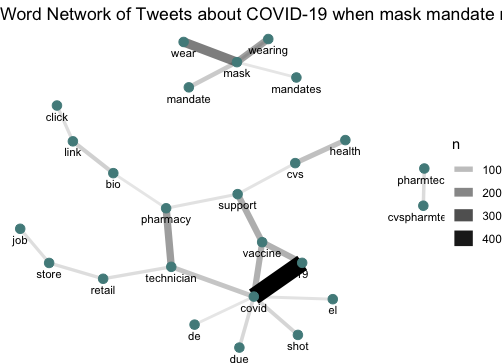 Word Network of Tweets about COVID-19 when mask mandate
wear
wearing
mask
mandate
mandates
click
link
bio
health
cvs
n
100
200
300
400
pharmtec
cvspharmte
pharmacy
support
job
store
retail
technician
vaccine
19
covid
de
el
due
shot